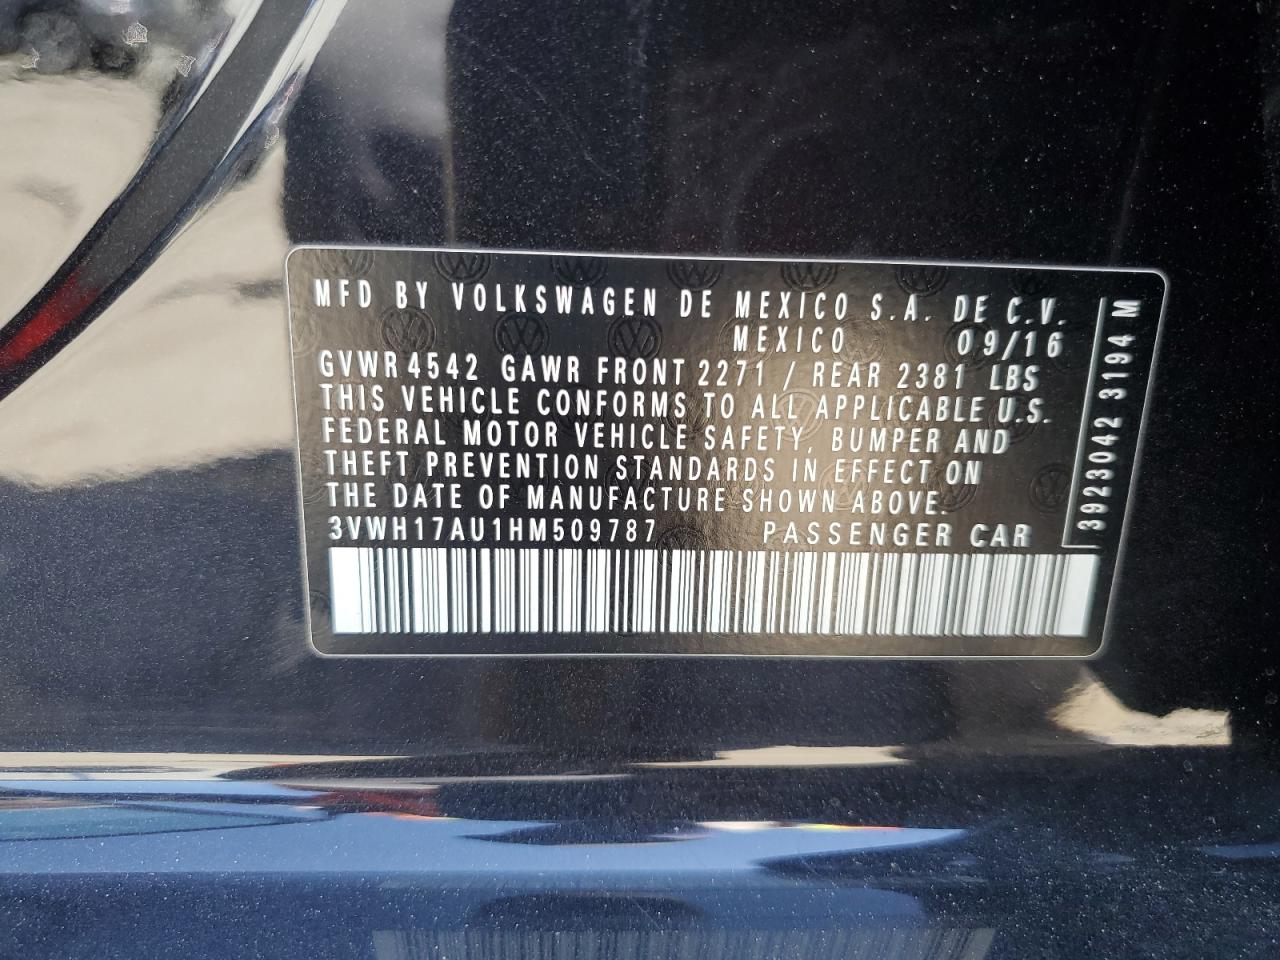 MFD BY VOLKSWAGEN DE MEXICO S.A. DE C.V.
MEXICO 09/16
GVWR 4542 GAWR FRONT 2271 / REAR 2381 LBS
THIS VEHICLE CONFORMS TO ALL APPLICABLE U.S.
FEDERAL MOTOR VEHICLE SAFETY, BUMPER AND
THEFT PREVENTION STANDARDS IN EFFECT ON
THE DATE OF MANUFACTURE SHOWN ABOVE.
3VWH17AU1HM509787 PASSENGER CAR
3923042 3194 M